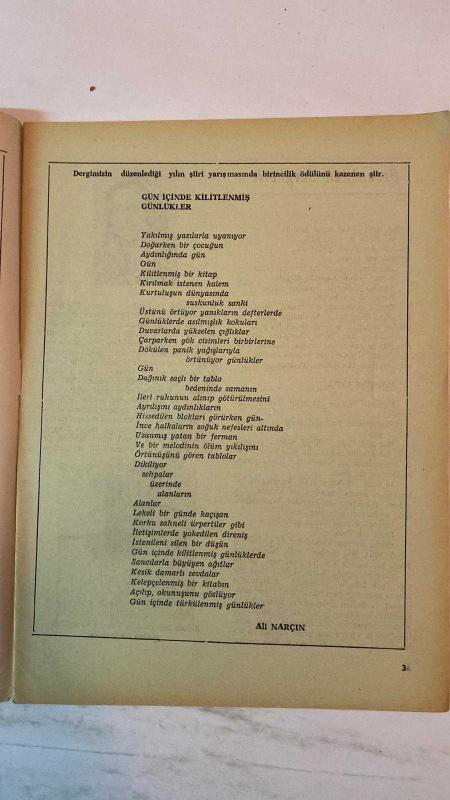 Dergimizin düzenlediği yılın şiiri yarışmasında birincilik ödülünü kazanan şiir.
GÜN İÇİNDE KİLİTLENMİŞ
GÜNLÜKLER
Yakılmış yazılarla uyanıyor
Doğarken bir çocuğun
Aydınlığında gün
Gün
Kilitlenmiş bir kitap
Kırılmak istenen kalem
Kurtuluşun dünyasında
suskunluk sanki
Üstünü örtüyor yanıkların defterlerde
Günlüklerde asılmışlık kokuları
Duvarlarda yükselen çığlıklar
Çarparken gök cisimleri birbirlerine
Dökülen panik yağışlarıyla
örtünüyor günlükler
Gün
Dağınık saçlı bir tablo
bedeninde zamanın
İleri ruhunun alınıp götürülmesini
Ayrılışını aydınlıkların
Hissedilen blokları görürken gün-
İnce halkaların soğuk nefesleri altında
Uzanmış yatan bir ferman
Ve bir melodinin ölüm yıkılışını
Örtünüşünü gören tablolar
Dikiliyor
sehpalar
üzerinde
alanların
Alanlar
Lekeli bir günde kaçışan
Korku sahneli ürpertiler gibi
İletişimlerde yokedilen direniş
İstenileni silen bir düşün
Gün içinde kilitlenmiş günlüklerde
Sancılarla büyüyen ağıtlar
Kesik damarlı sevdalar
Kelepçelenmiş bir kitabın
Açılıp, okunuşunu gözlüyor
Gün içinde türkülenmiş günlükler
Ali NARÇIN
3